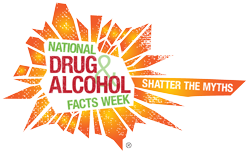 NATIONAL
DRUG &
ALCOHOL
FACTS WEEK
SHATTER THE MYTHS
®